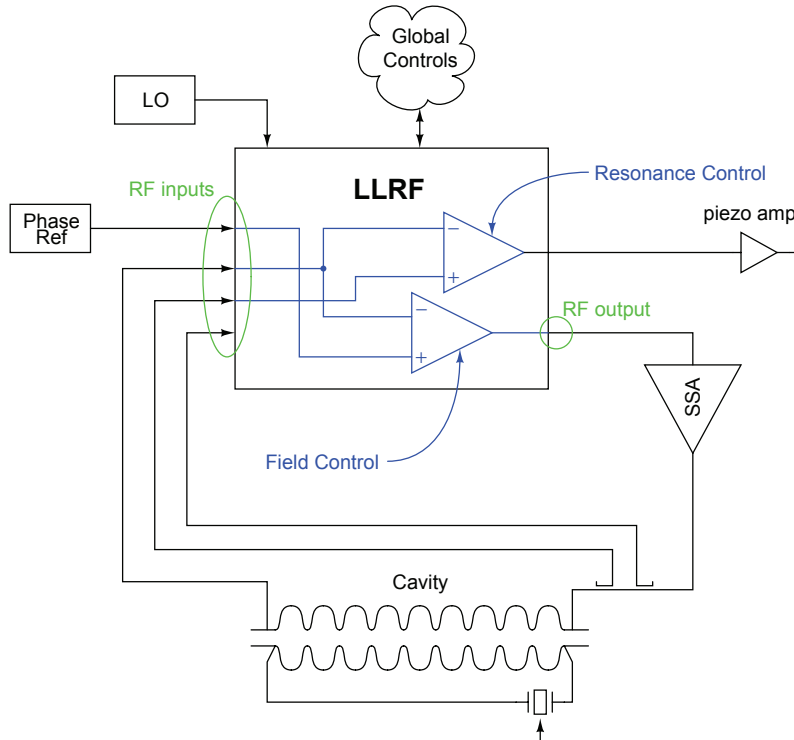 Global
Controls
LO
RF inputs
LLRF
Resonance Control
Phase
Ref
piezo amp
−
+
−
+
RF output
SSA
Field Control
Cavity